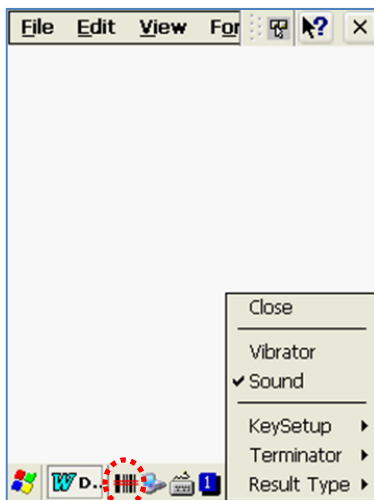 File Edit View For
Close
Vibrator
Sound
KeySetup
Terminator
Result Type
D.. 1